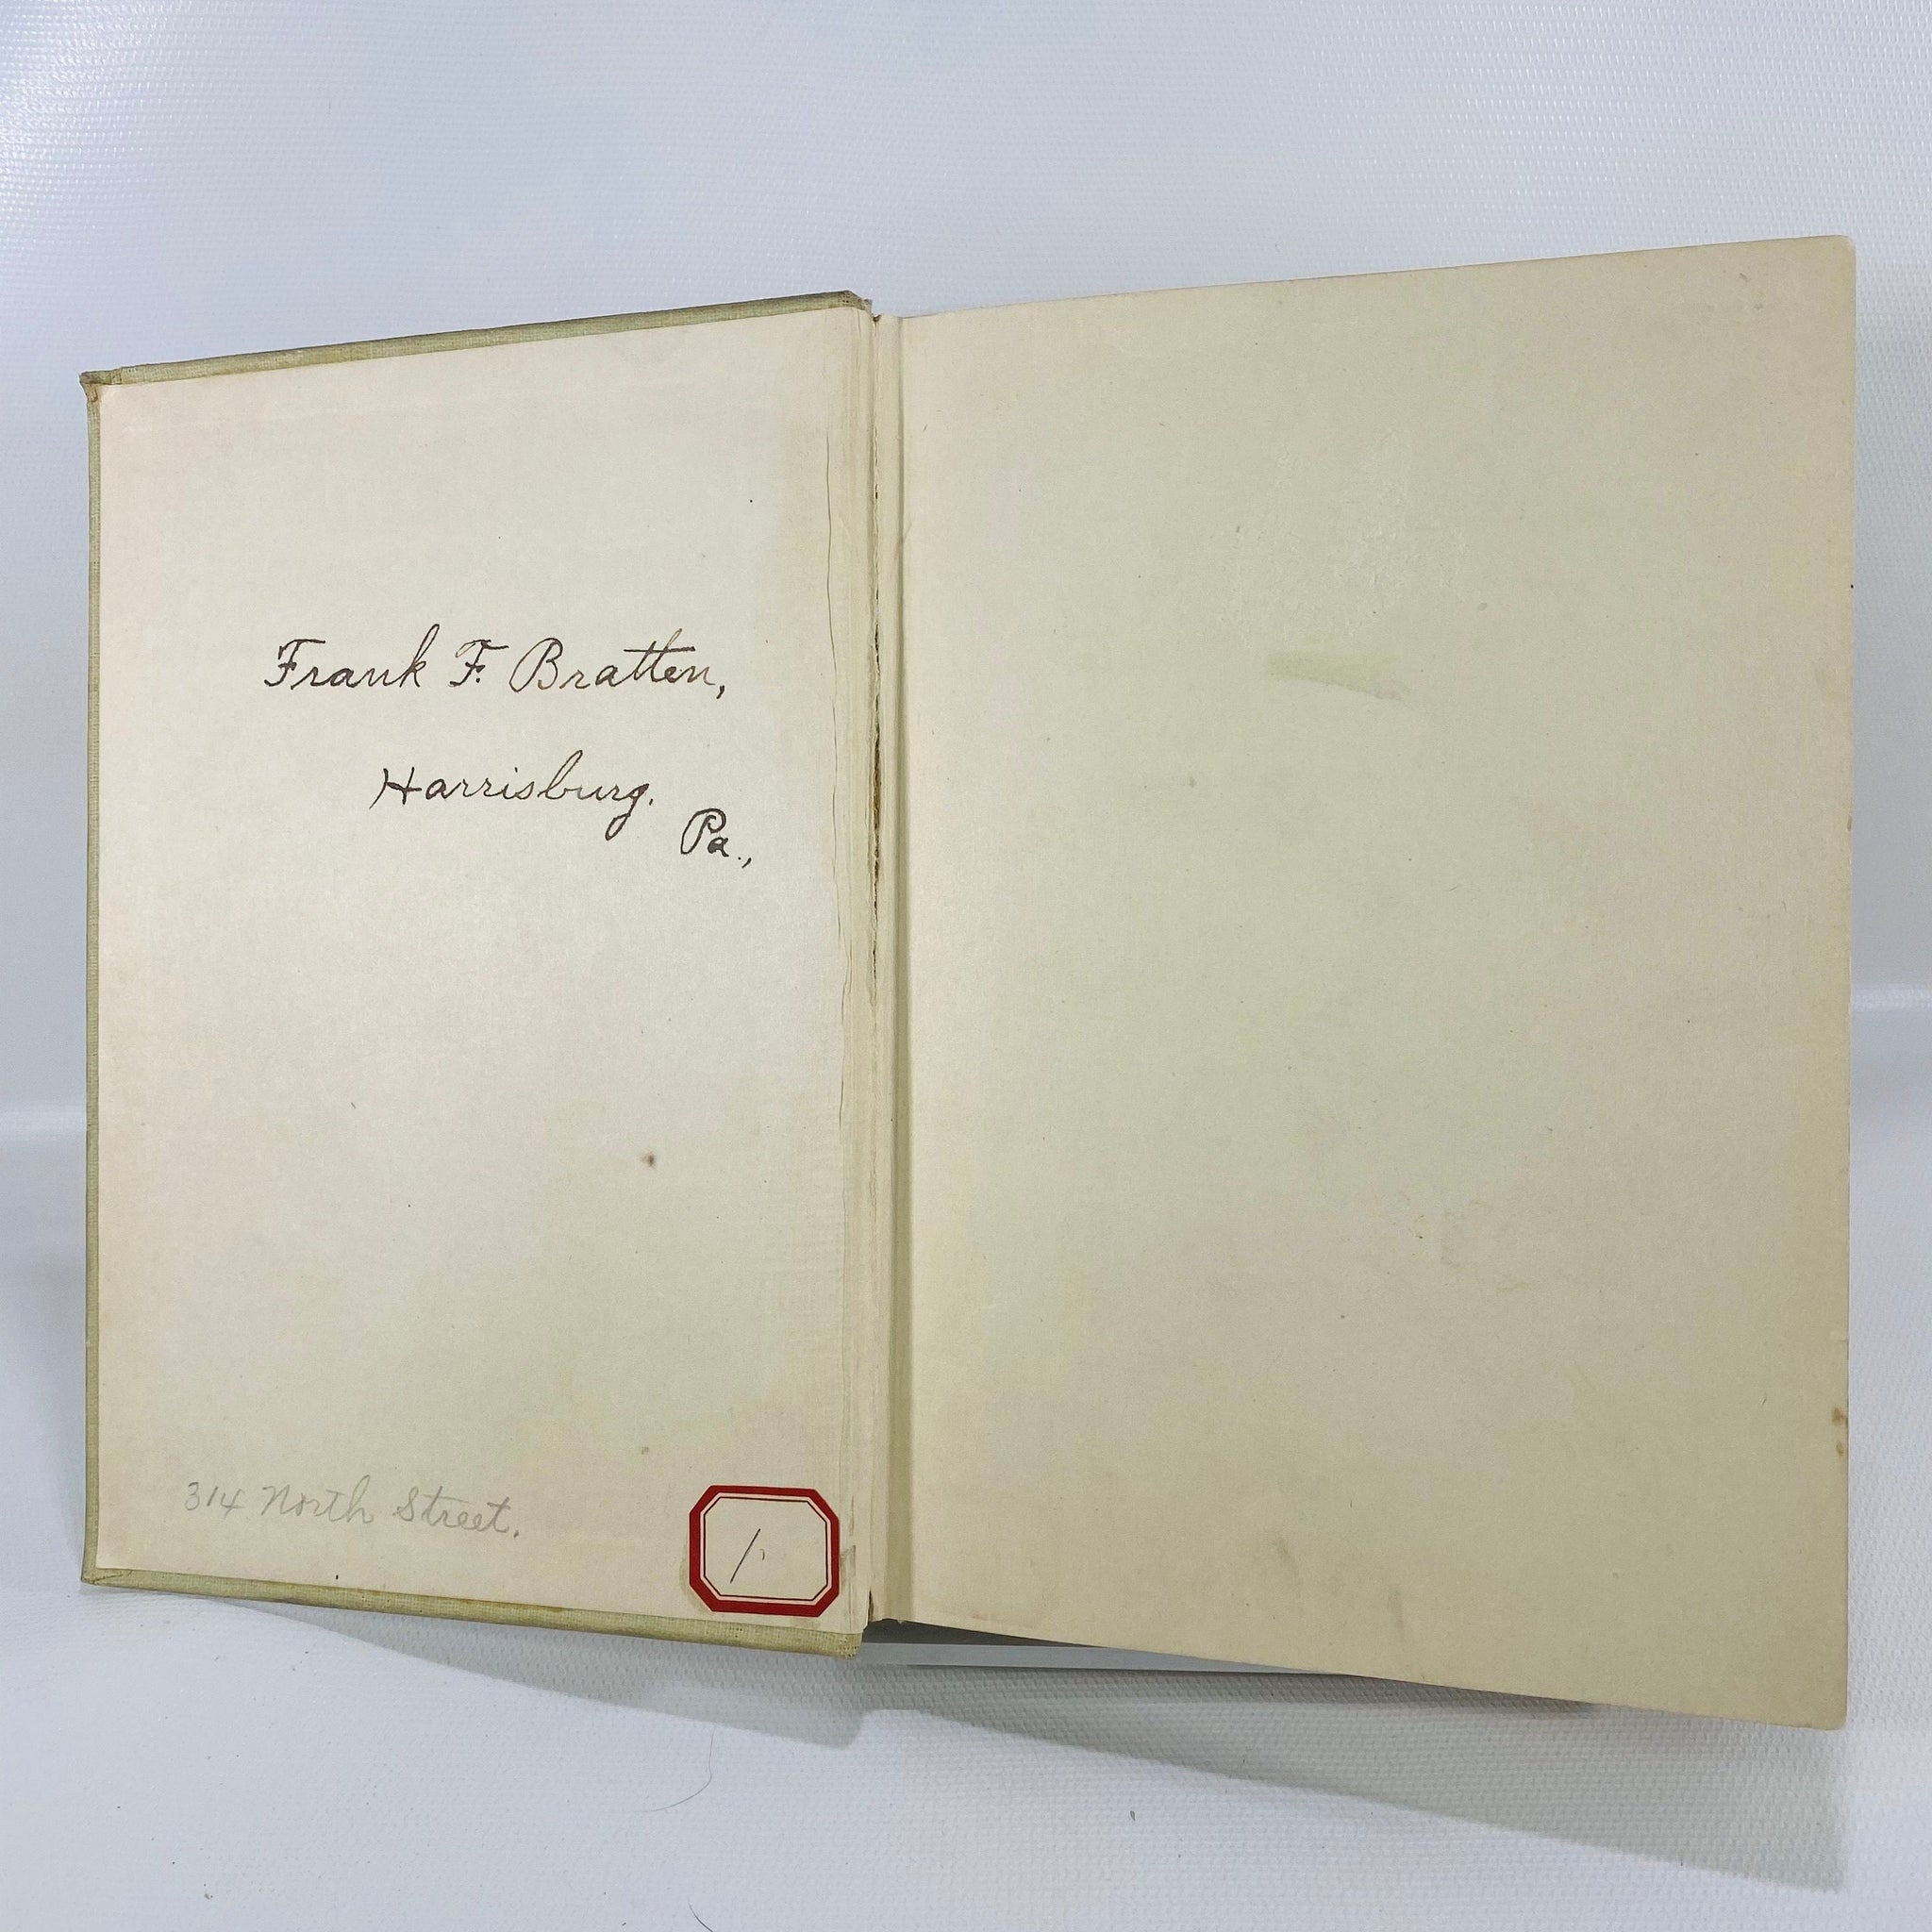 Frank F. Bratten,
Harrisburg.
Pa.,
314 North Street.
1